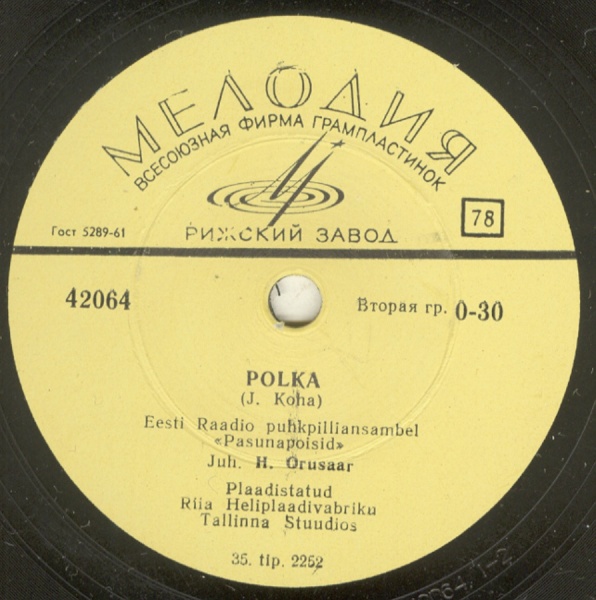 МЕЛОДИЯ
ВСЕСОЮЗНАЯ ФИРМА ГРАМПЛАСТИНОК
РИЖСКИЙ ЗАВОД
Гост 5289-61
78
42064
Вторая гр. 0-30
POLKA
(J. Koha)
Eesti Raadio puhkpilliansambel
«Pasunapoisid»
Juh. H. Orusaar
Plaadistatud
Riia Heliplaadivabriku
Tallinna Stuudios
35. tip. 2252